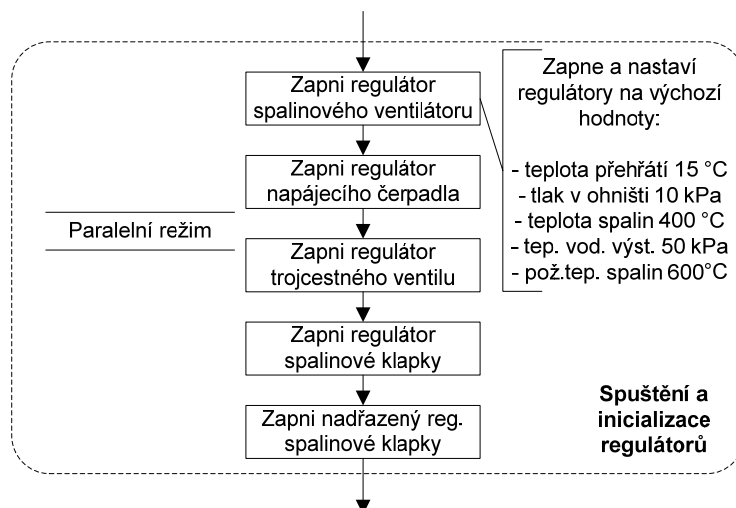 Zapni regulátor
spalinového ventilátoru
Zapne a nastaví
regulátory na výchozí
hodnoty:
- teplota přehřátí 15 °C
- tlak v ohništi 10 kPa
- teplota spalin 400 °C
- tep. vod. výst. 50 kPa
- pož.tep. spalin 600°C
Zapni regulátor
napájecího čerpadla
Paralelní režim
Zapni regulátor
trojcestného ventilu
Zapni regulátor
spalinové klapky
Zapni nadřazený reg.
spalinové klapky
Spuštění a
inicializace
regulátorů